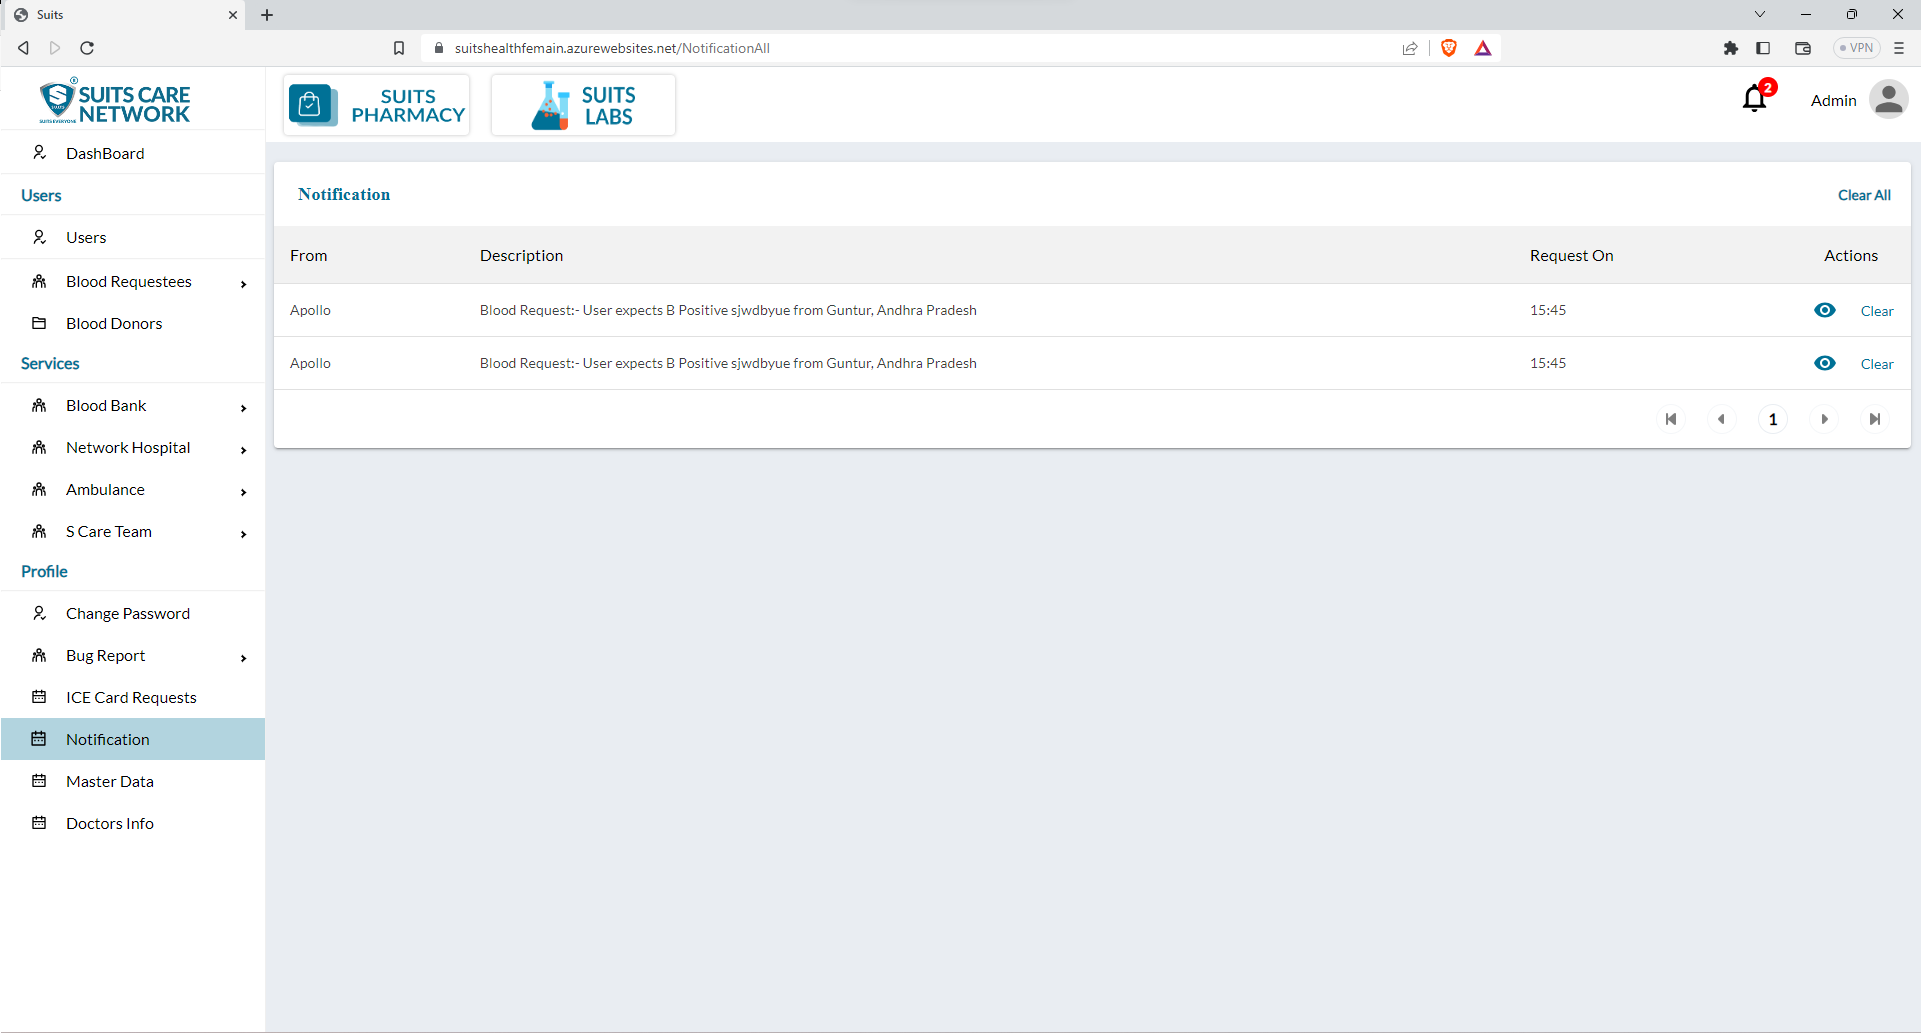 Suits
suitshealthfemain.azurewebsites.net/NotificationAll
VPN
SUITS CARE
NETWORK
SUITS
SUITS EVERYONE
SUITS
PHARMACY
SUITS
LABS
2
Admin
DashBoard
Users
Users
Blood Requestees
Blood Donors
Services
Blood Bank
Network Hospital
Ambulance
S Care Team
Profile
Change Password
Bug Report
ICE Card Requests
Notification
Master Data
Doctors Info
Notification
Clear All
From Description Request On Actions
Apollo Blood Request:- User expects B Positive sjwdbyue from Guntur, Andhra Pradesh 15:45 Clear
Apollo Blood Request:- User expects B Positive sjwdbyue from Guntur, Andhra Pradesh 15:45 Clear
1